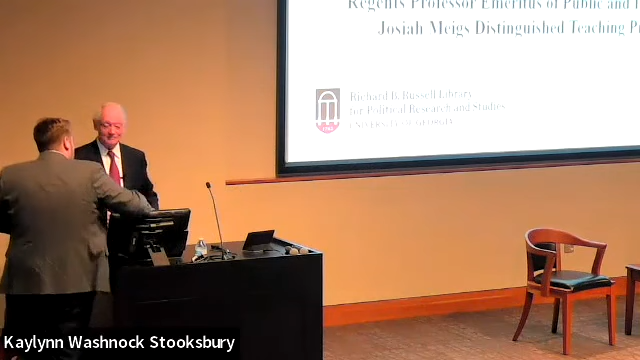 Regents Professor Emeritus of Public and
Josiah Meigs Distinguished Teaching
Richard B. Russell Library
for Political Research and Studies
UNIVERSITY OF GEORGIA
Kaylynn Washnock Stooksbury